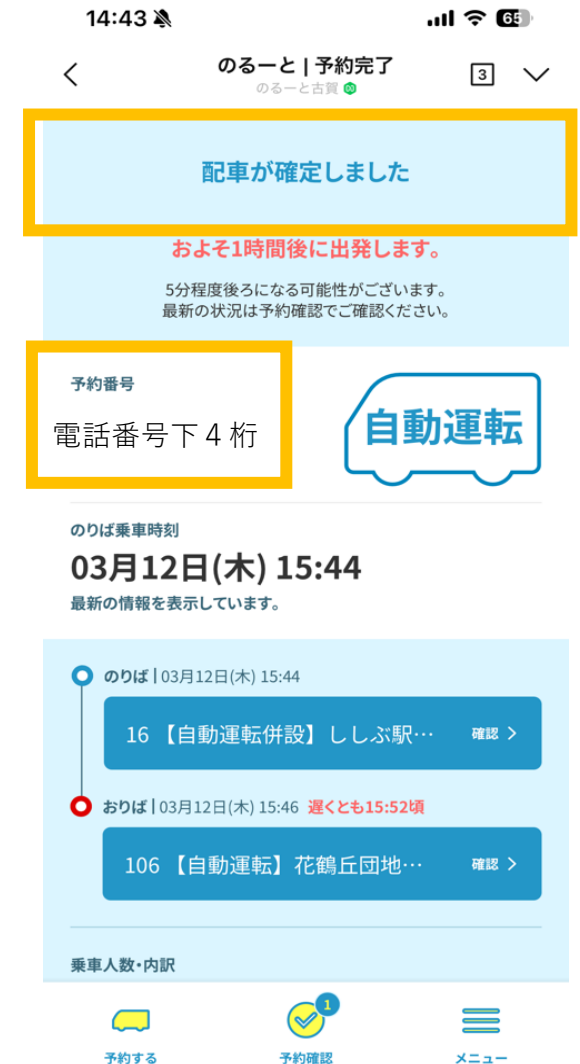 14:43
65
のるーと | 予約完了
のるーと古賀
3
配車が確定しました
およそ1時間後に出発します。
5分程度後ろになる可能性がございます。
最新の状況は予約確認でご確認ください。
予約番号
電話番号下4桁
自動運転
のりば乗車時刻
03月12日(木) 15:44
最新の情報を表示しています。
のりば | 03月12日(木) 15:44
16 【自動運転併設】ししぶ駅… 確認
おりば | 03月12日(木) 15:46 遅くとも15:52頃
106 【自動運転】花鶴丘団地… 確認
乗車人数・内訳
1
予約する 予約確認 メニュー